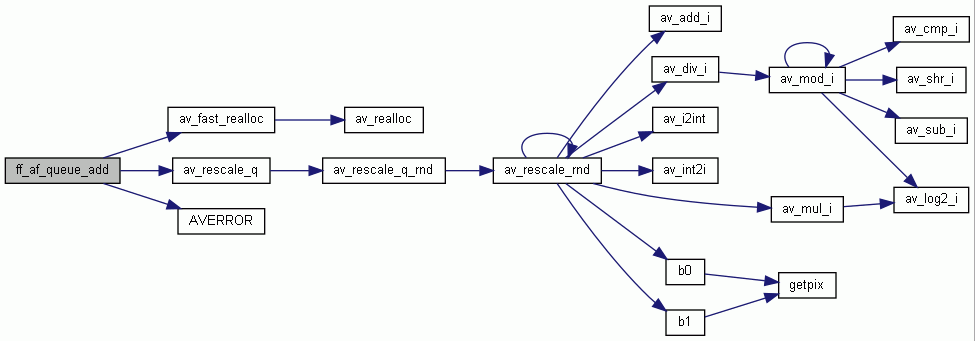 ff_af_queue_add
av_fast_realloc
av_realloc
av_rescale_q
av_rescale_q_rnd
AVERROR
av_rescale_rnd
av_add_i
av_div_i
av_i2int
av_int2i
av_mul_i
b0
b1
getpix
av_mod_i
av_cmp_i
av_shr_i
av_sub_i
av_log2_i